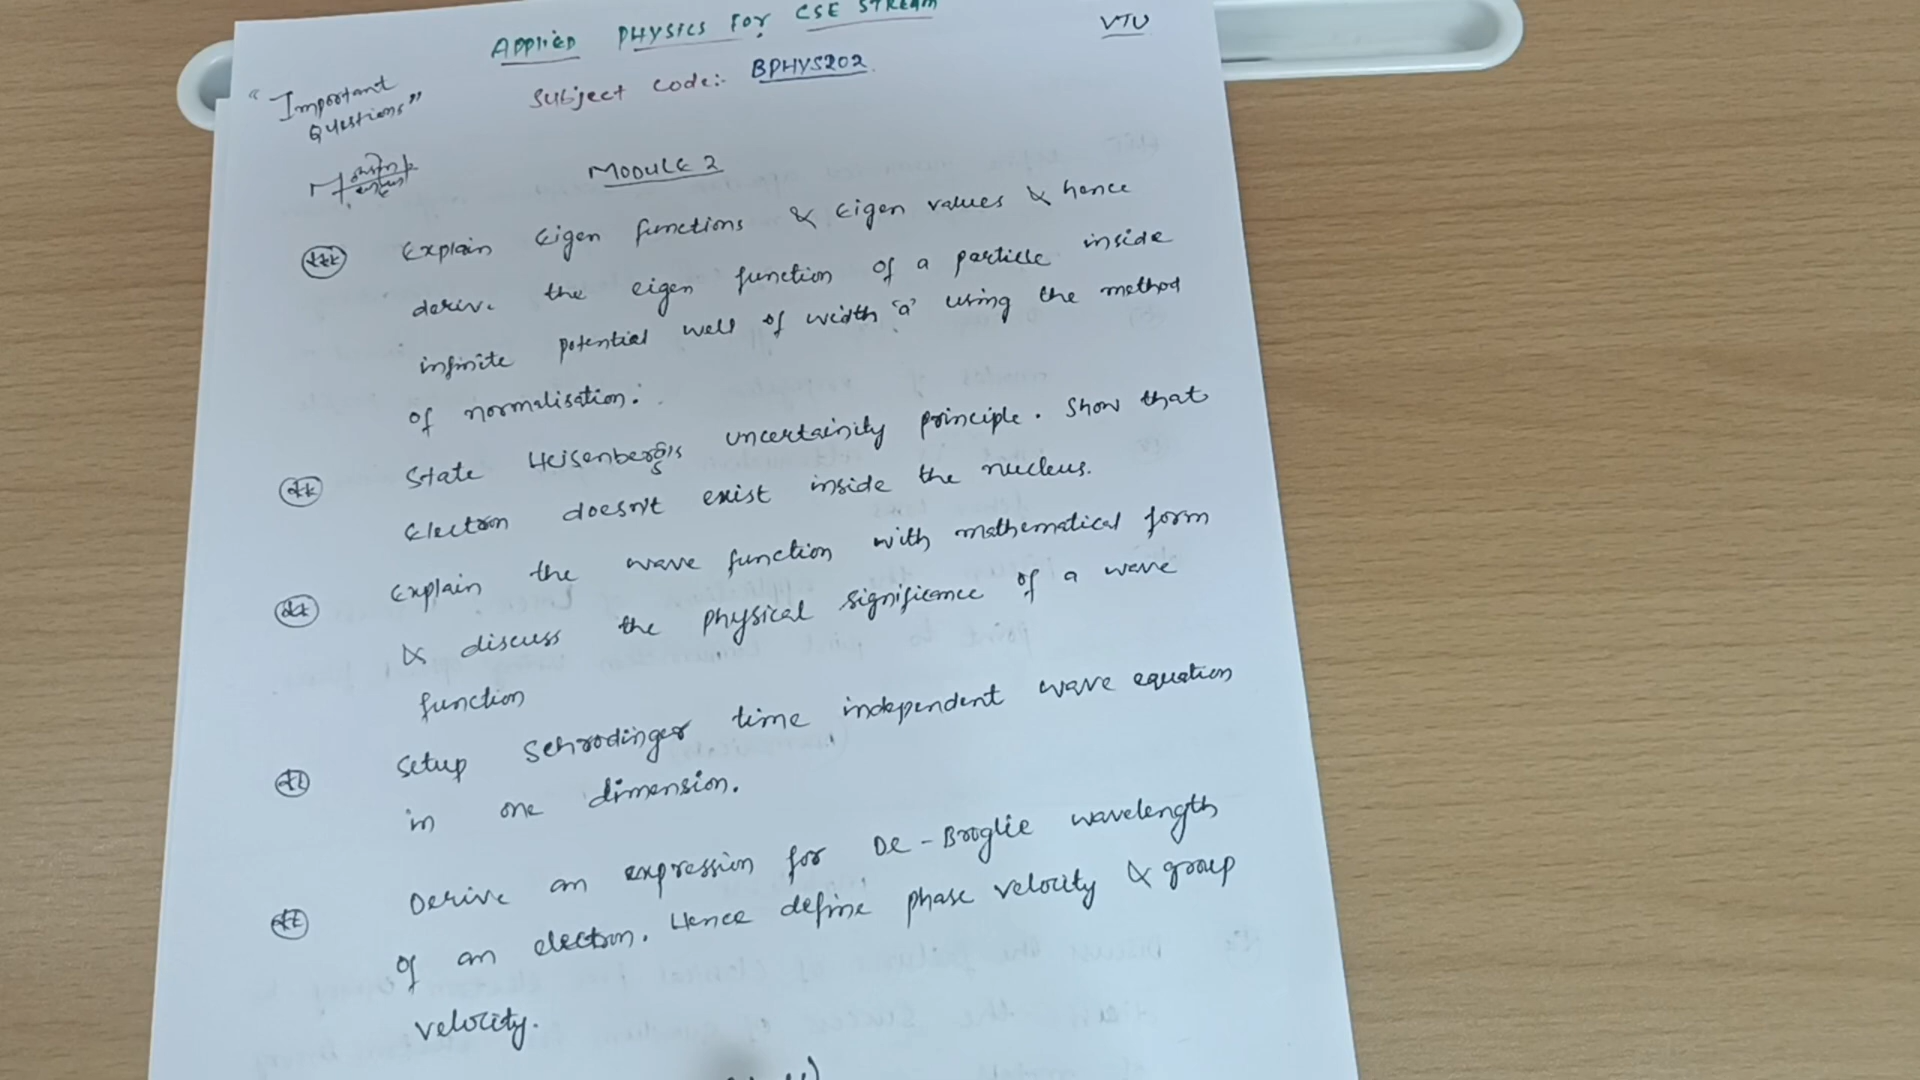 APPLIED PHYSICS FOR CSE STREAM
VTU
"Important
Questions"
Subject Code:- BPHYS202
MODULE 2
Explain Eigen functions & Eigen values & hence
derive the eigen function of a particle inside
infinite potential well of width 'a' using the method
of normalisation.
State Heisenberg's uncertainity principle. Show that
Electron doesn't exist inside the nucleus.
Explain the wave function with mathematical form
& discuss the physical significance of a wave
function
Setup Schrodinger time independent wave equation
in one dimension.
Derive an expression for De-Broglie wavelength
of an electron. Hence define phase velocity & group
velocity.